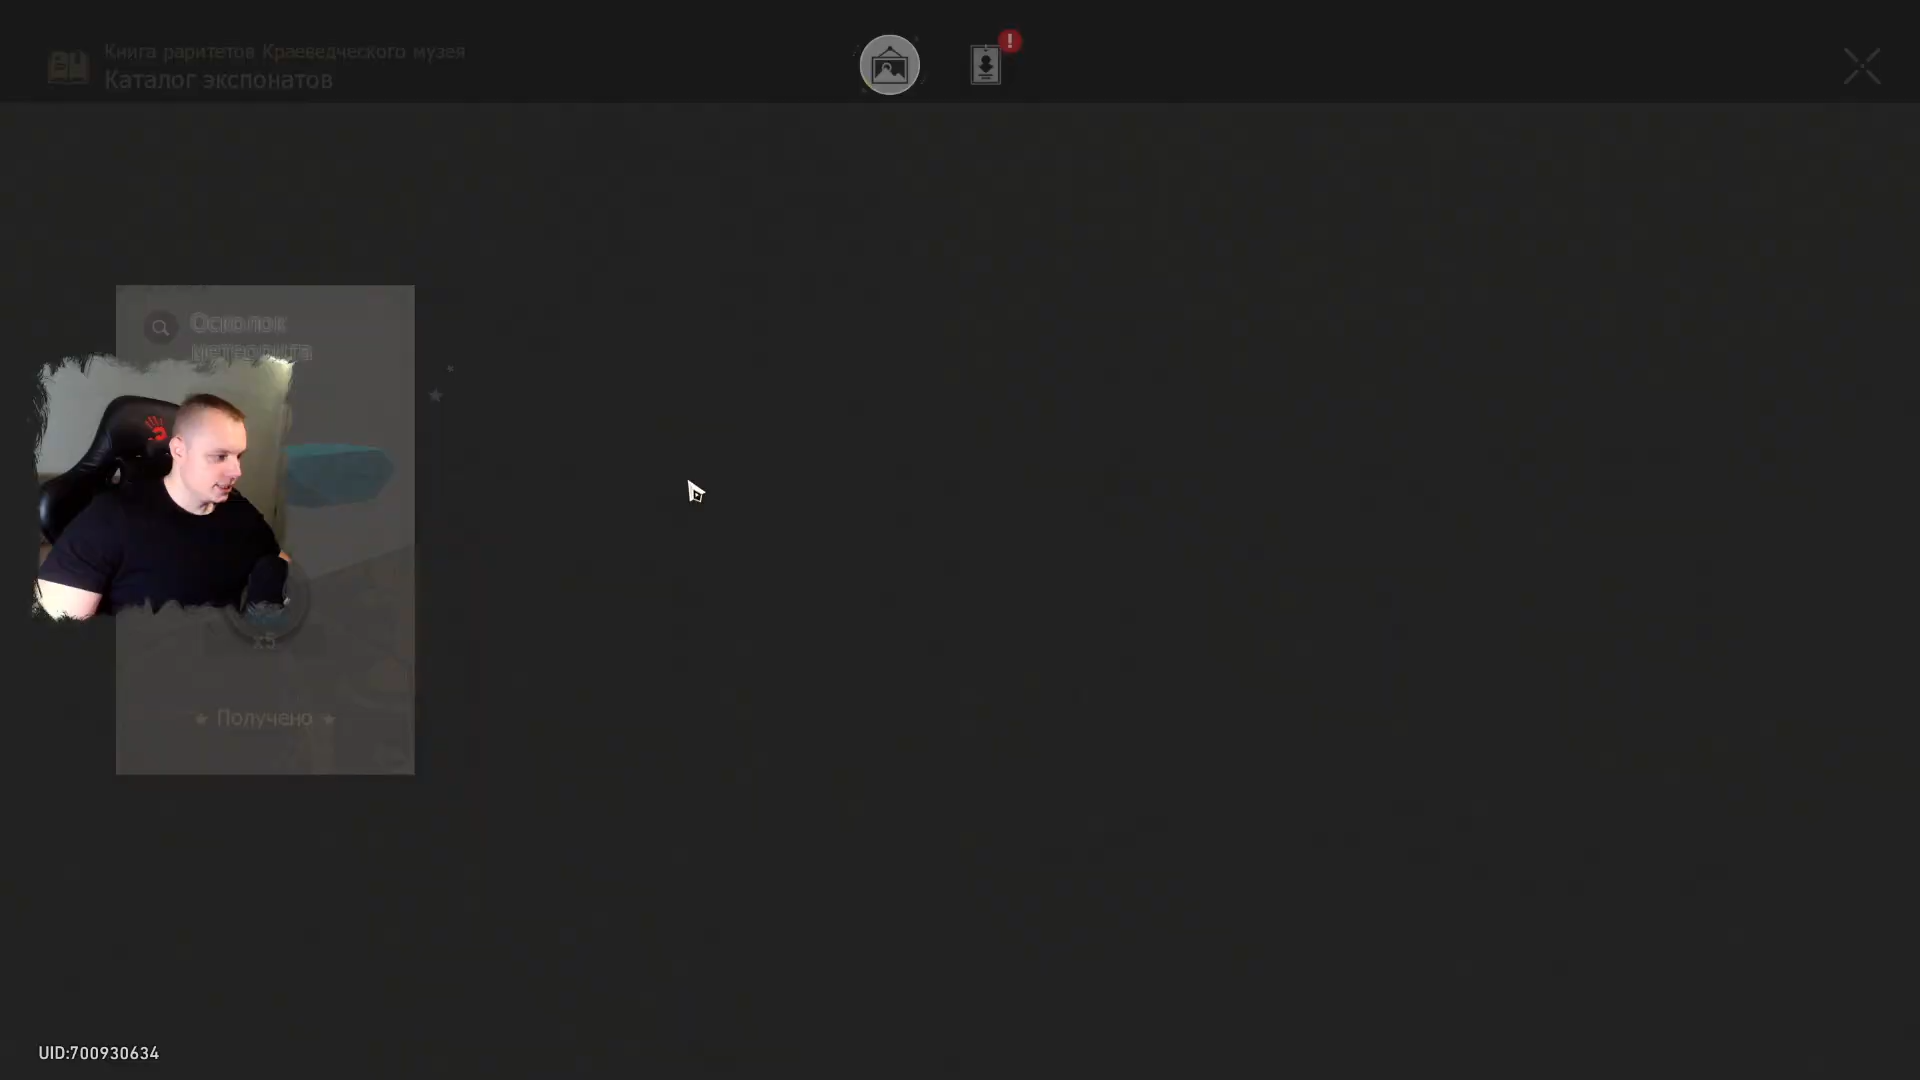 Книга раритетов Краеведческого музея
Каталог экспонатов
!
Осколок
метеорита
x5
★ Получено ★
UID:700930634